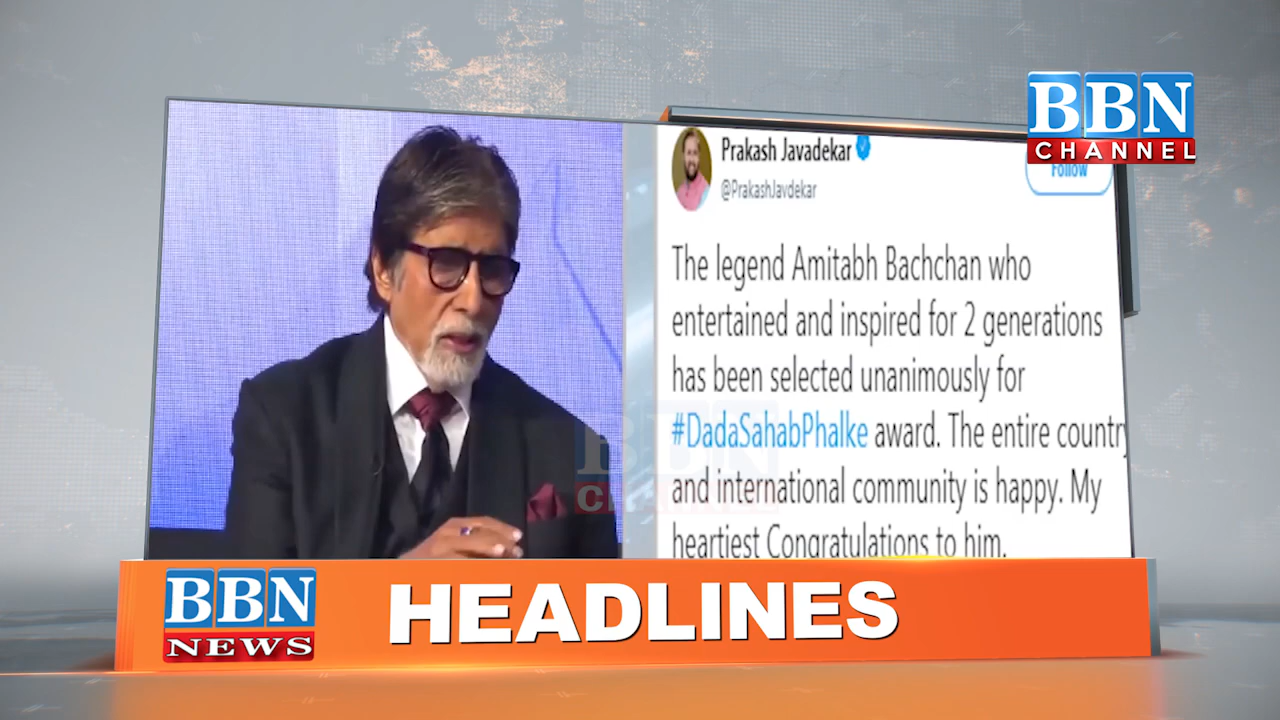 BBN
CHANNEL
Prakash Javadekar
@PrakashJavdekar
Follow
The legend Amitabh Bachchan who
entertained and inspired for 2 generations
has been selected unanimously for
#DadaSahabPhalke award. The entire country
and international community is happy. My
heartiest Congratulations to him.
BBN
CHANNEL
BBN
NEWS
HEADLINES